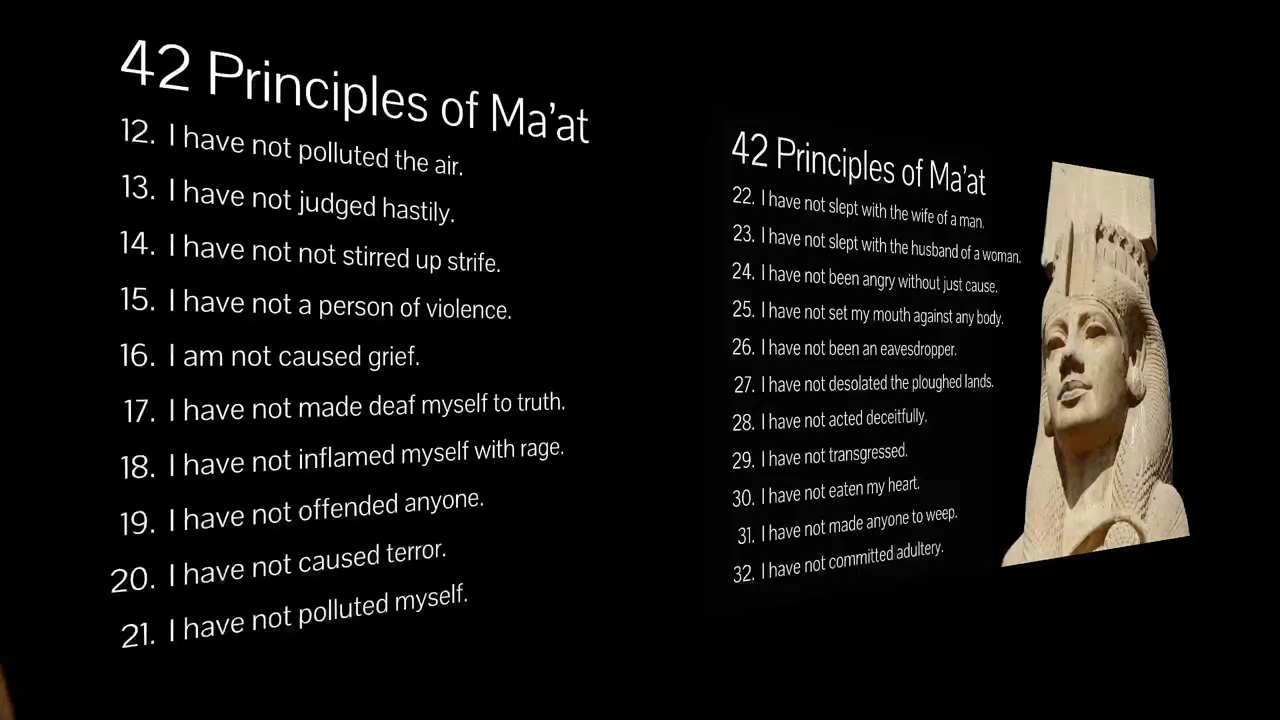 42 Principles of Ma’at
12. I have not polluted the air.
13. I have not judged hastily.
14. I have not not stirred up strife.
15. I have not a person of violence.
16. I am not caused grief.
17. I have not made deaf myself to truth.
18. I have not inflamed myself with rage.
19. I have not offended anyone.
20. I have not caused terror.
21. I have not polluted myself.
42 Principles of Ma’at
22. I have not slept with the wife of a man.
23. I have not slept with the husband of a woman.
24. I have not been angry without just cause.
25. I have not set my mouth against any body.
26. I have not been an eavesdropper.
27. I have not desolated the ploughed lands.
28. I have not acted deceitfully.
29. I have not transgressed.
30. I have not eaten my heart.
31. I have not made anyone to weep.
32. I have not committed adultery.